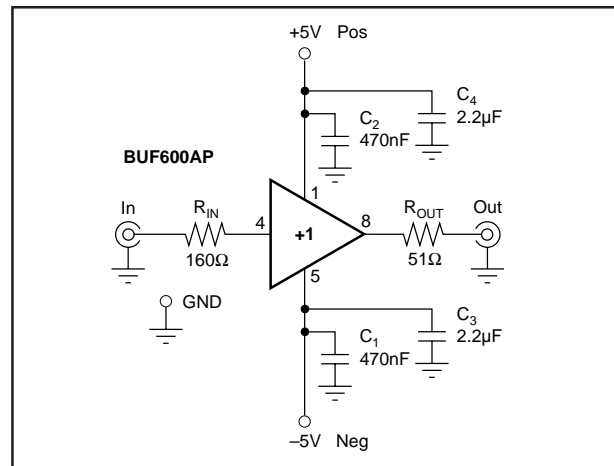 +5V Pos
C4
2.2µF
C2
470nF
BUF600AP
1
In
RIN
4
+1
8
ROUT
Out
160Ω
51Ω
5
GND
C3
2.2µF
C1
470nF
–5V Neg